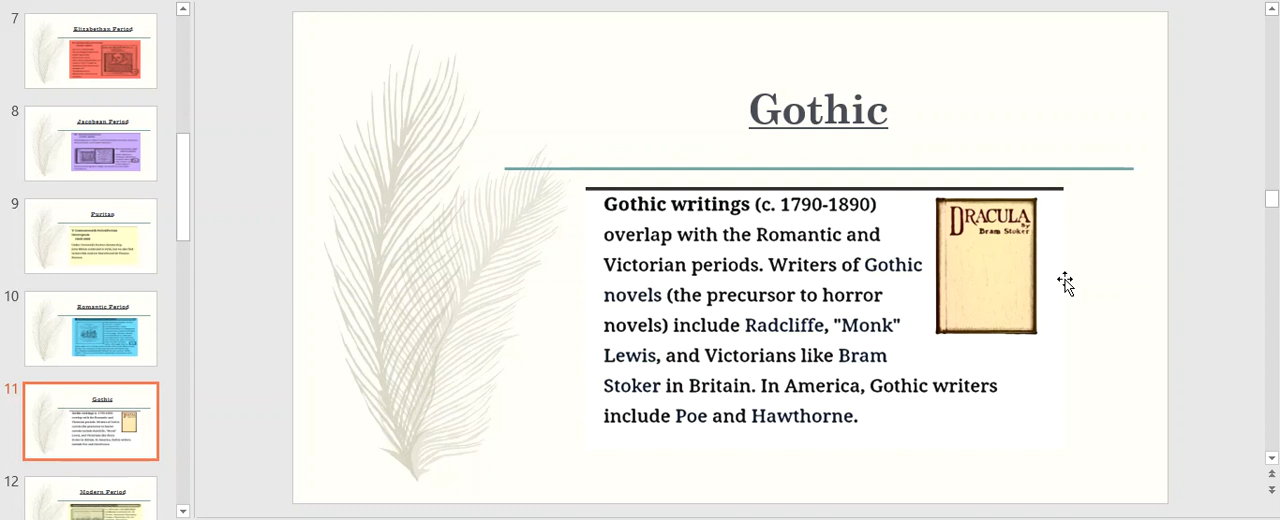 7
Elizabethan Period
8
Jacobean Period
9
Puritan
10
Romantic Period
11
Gothic
12
Modern Period
Gothic
Gothic writings (c. 1790-1890)
overlap with the Romantic and
Victorian periods. Writers of Gothic
novels (the precursor to horror
novels) include Radcliffe, "Monk"
Lewis, and Victorians like Bram
Stoker in Britain. In America, Gothic writers
include Poe and Hawthorne.
DRACULA
by
Bram Stoker